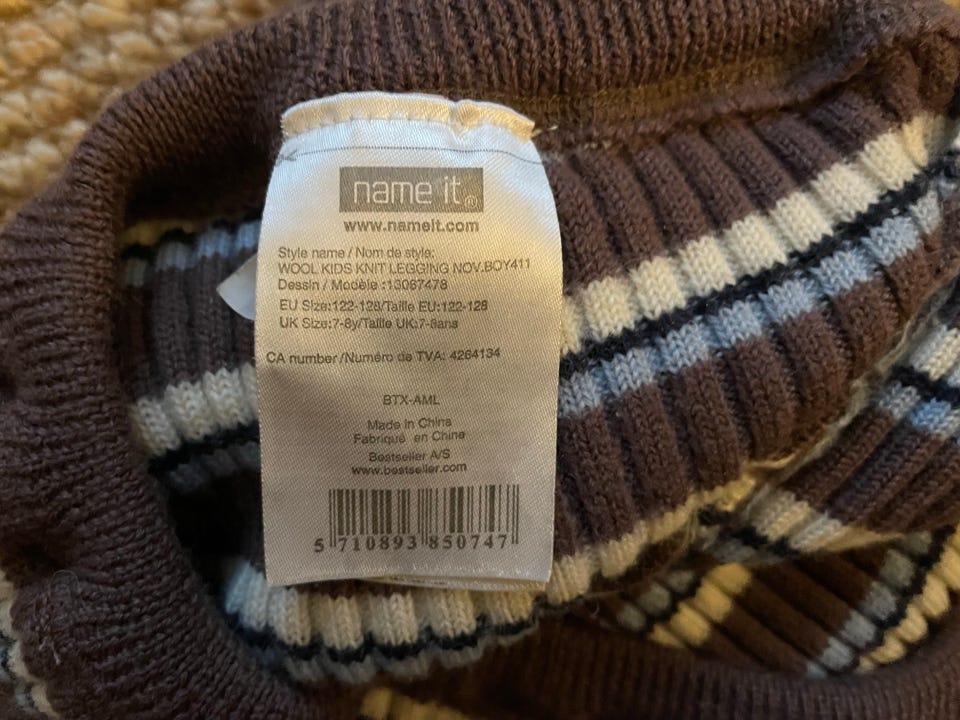 name it®
www.nameit.com
Style name / Nom de style:
WOOL KIDS KNIT LEGGING NOV.BOY411
Dessin / Modèle :13067478
EU Size:122-128/Taille EU:122-128
UK Size:7-8y/Taille UK:7-8ans
CA number /Numéro de TVA: 4264134
BTX-AML
Made in China
Fabriqué en Chine
Bestseller A/S
www.bestseller.com
5 710893 850747